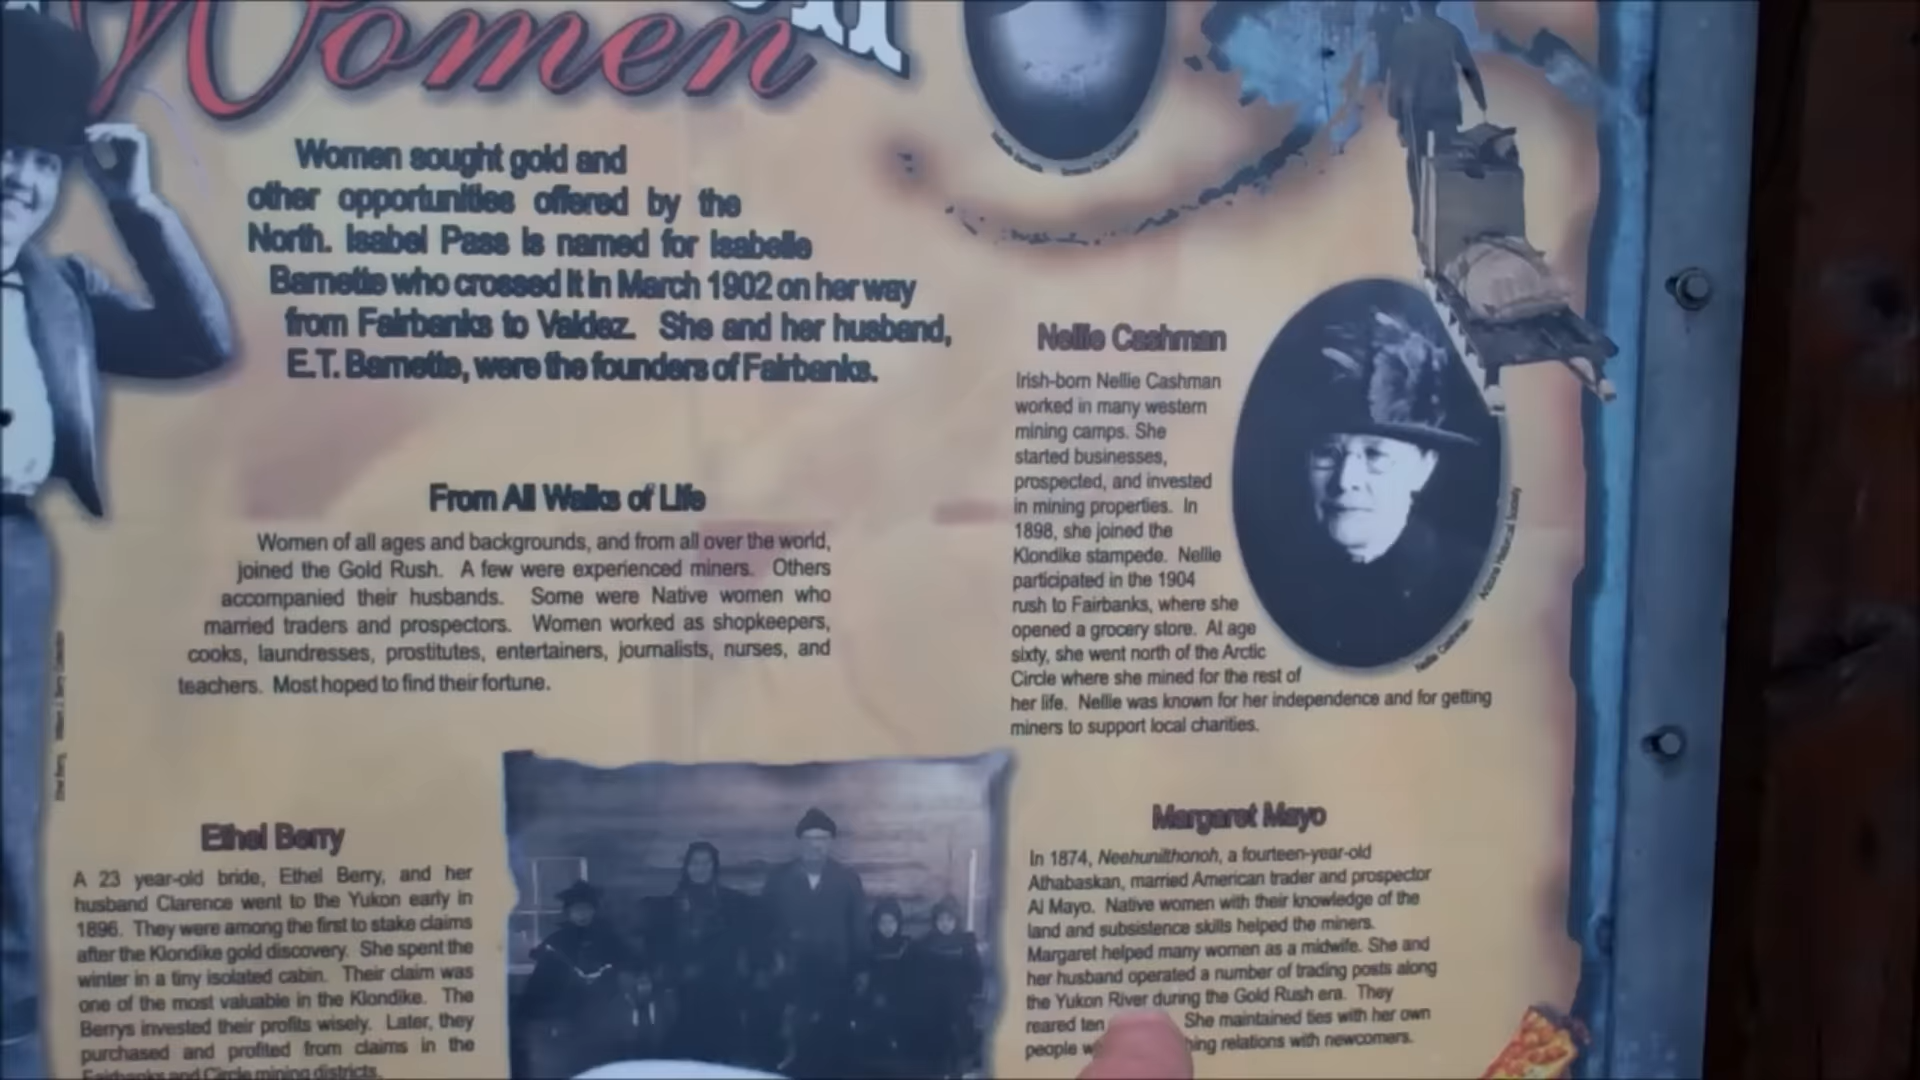 Women
Women sought gold and
other opportunities offered by the
North. Isabel Pass is named for Isabelle
Barnette who crossed it in March 1902 on her way
from Fairbanks to Valdez. She and her husband,
E.T. Barnette, were the founders of Fairbanks.
From All Walks of Life
Women of all ages and backgrounds, and from all over the world,
joined the Gold Rush. A few were experienced miners. Others
accompanied their husbands. Some were Native women who
married traders and prospectors. Women worked as shopkeepers,
cooks, laundresses, prostitutes, entertainers, journalists, nurses, and
teachers. Most hoped to find their fortune.
Ethel Berry
A 23 year-old bride, Ethel Berry, and her
husband Clarence went to the Yukon early in
1896. They were among the first to stake claims
after the Klondike gold discovery. She spent the
winter in a tiny isolated cabin. Their claim was
one of the most valuable in the Klondike. The
Berrys invested their profits wisely. Later, they
purchased and profited from claims in the
Fairbanks and Circle mining districts.
Nellie Cashman
Irish-born Nellie Cashman
worked in many western
mining camps. She
started businesses,
prospected, and invested
in mining properties. In
1898, she joined the
Klondike stampede. Nellie
participated in the 1904
rush to Fairbanks, where she
opened a grocery store. At age
sixty, she went north of the Arctic
Circle where she mined for the rest of
her life. Nellie was known for her independence and for getting
miners to support local charities.
Nellie Cashman Arizona Historical Society
Margaret Mayo
In 1874, Neehunilthonoh, a fourteen-year-old
Athabaskan, married American trader and prospector
Al Mayo. Native women with their knowledge of the
land and subsistence skills helped the miners.
Margaret helped many women as a midwife. She and
her husband operated a number of trading posts along
the Yukon River during the Gold Rush era. They
reared ten She maintained ties with her own
people relations with newcomers.